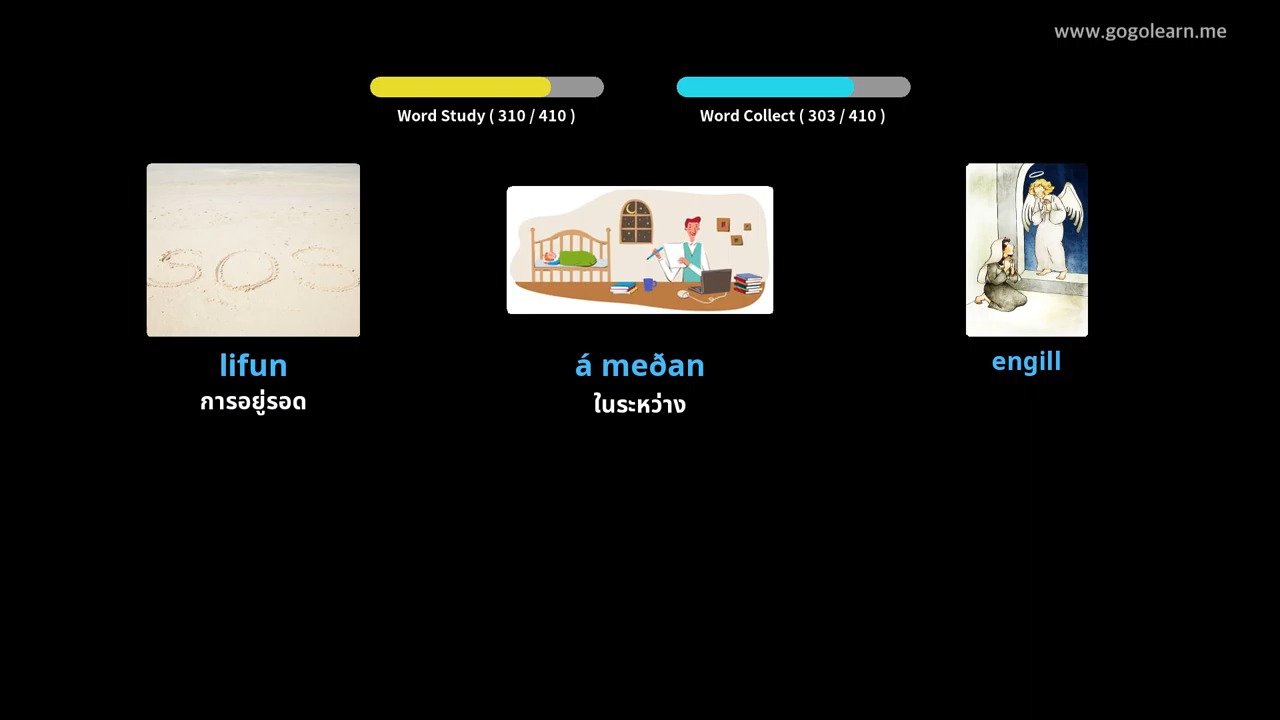 www.gogolearn.me
Word Study ( 310 / 410 )
Word Collect ( 303 / 410 )
SOS
lifun
การอยู่รอด
á meðan
ในระหว่าง
engill